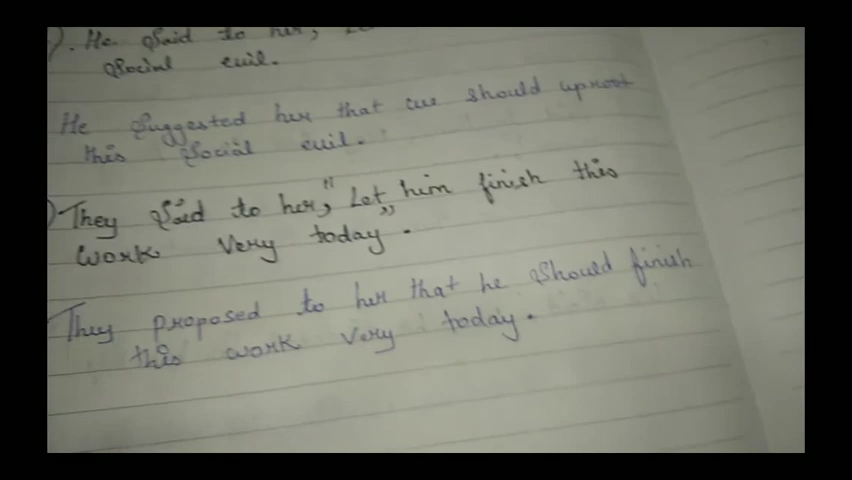 ). He Said to her,
Social evil.
He Suggested her that we should uproot
this Social evil.
) They Said to her," Let him finish this
work very today.
They proposed to her that he should finish
this work very today.